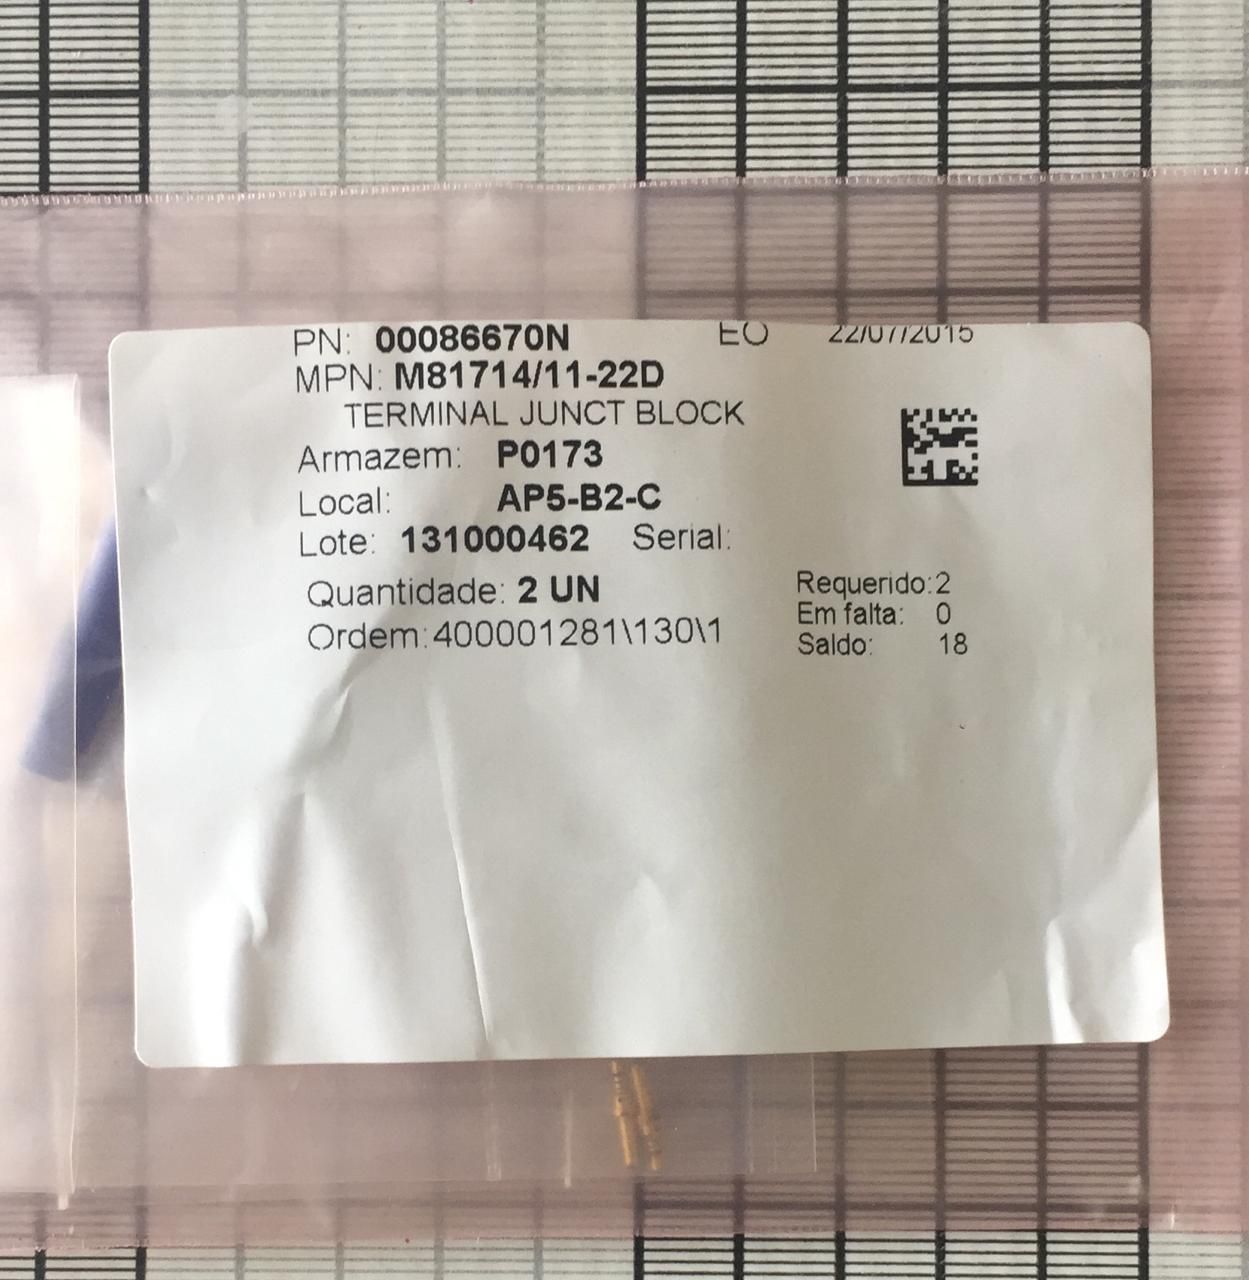 PN: 00086670N EO 22/07/2015
MPN: M81714/11-22D
TERMINAL JUNCT BLOCK
Armazem: P0173
Local: AP5-B2-C
Lote: 131000462 Serial:
Quantidade: 2 UN Requerido:2
Em falta: 0
Ordem:400001281\130\1
Saldo: 18